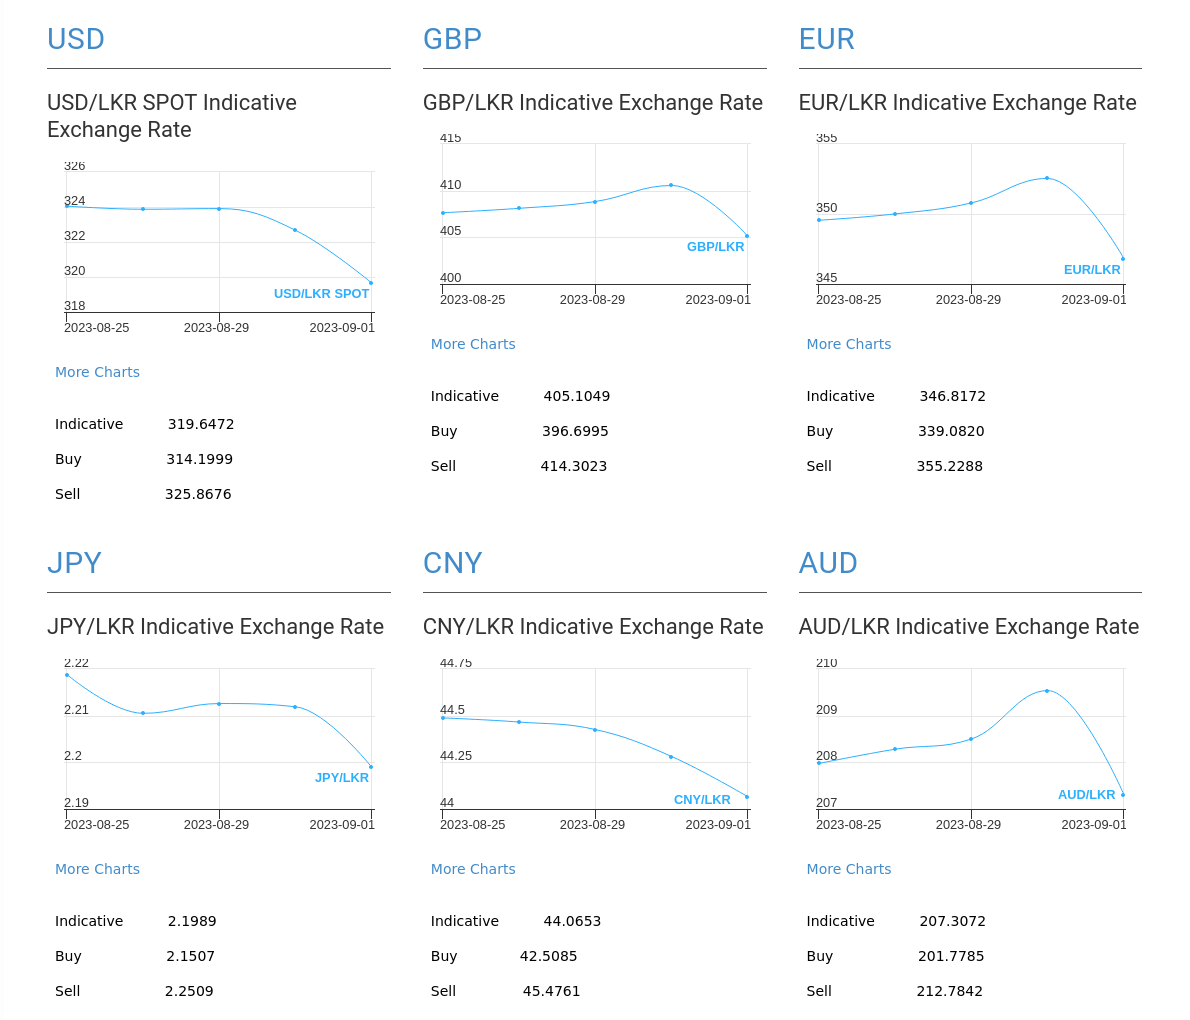 USD
USD/LKR SPOT Indicative
Exchange Rate
326
324
322
320
318
USD/LKR SPOT
2023-08-25 2023-08-29 2023-09-01
More Charts
Indicative 319.6472
Buy 314.1999
Sell 325.8676
GBP
GBP/LKR Indicative Exchange Rate
415
410
405
400
GBP/LKR
2023-08-25 2023-08-29 2023-09-01
More Charts
Indicative 405.1049
Buy 396.6995
Sell 414.3023
EUR
EUR/LKR Indicative Exchange Rate
355
350
345
EUR/LKR
2023-08-25 2023-08-29 2023-09-01
More Charts
Indicative 346.8172
Buy 339.0820
Sell 355.2288
JPY
JPY/LKR Indicative Exchange Rate
2.22
2.21
2.2
2.19
JPY/LKR
2023-08-25 2023-08-29 2023-09-01
More Charts
Indicative 2.1989
Buy 2.1507
Sell 2.2509
CNY
CNY/LKR Indicative Exchange Rate
44.75
44.5
44.25
44
CNY/LKR
2023-08-25 2023-08-29 2023-09-01
More Charts
Indicative 44.0653
Buy 42.5085
Sell 45.4761
AUD
AUD/LKR Indicative Exchange Rate
210
209
208
207
AUD/LKR
2023-08-25 2023-08-29 2023-09-01
More Charts
Indicative 207.3072
Buy 201.7785
Sell 212.7842